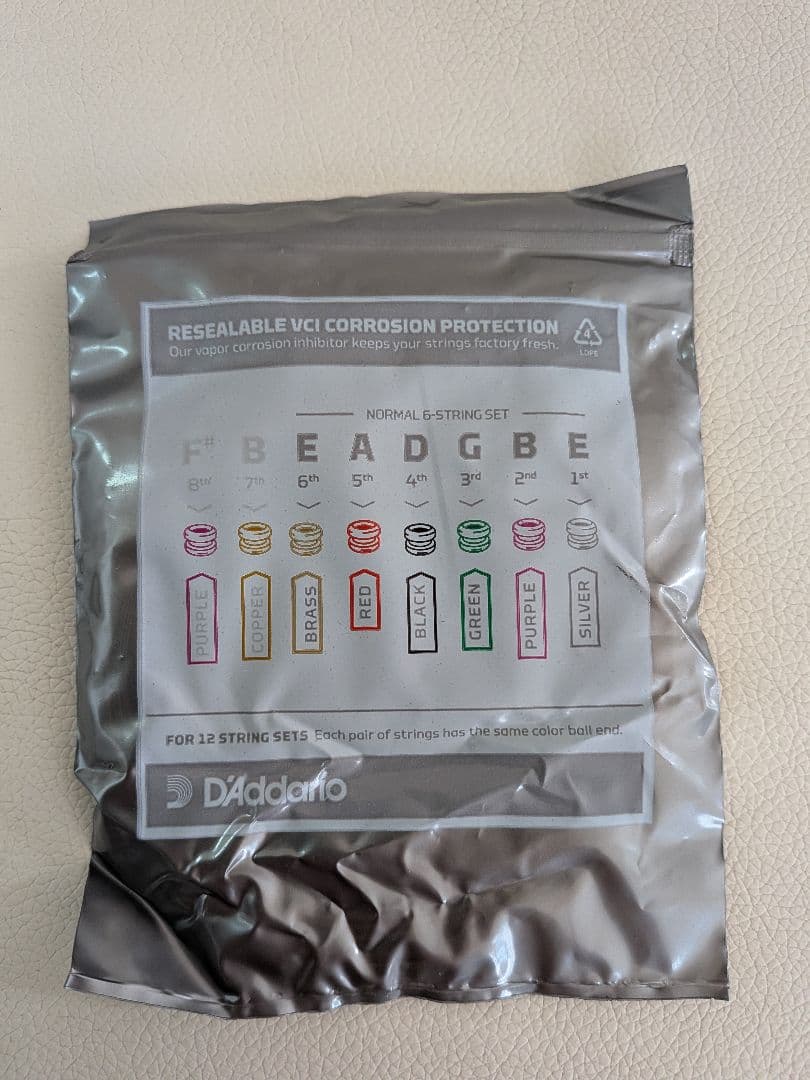 RESEALABLE VCI CORROSION PROTECTION
Our vapor corrosion inhibitor keeps your strings factory fresh.
4
LDPE
NORMAL 6-STRING SET
F# B E A D G B E
8th 7th 6th 5th 4th 3rd 2nd 1st
PURPLE COPPER BRASS RED BLACK GREEN PURPLE SILVER
FOR 12 STRING SETS Each pair of strings has the same color ball end.
D'Addario